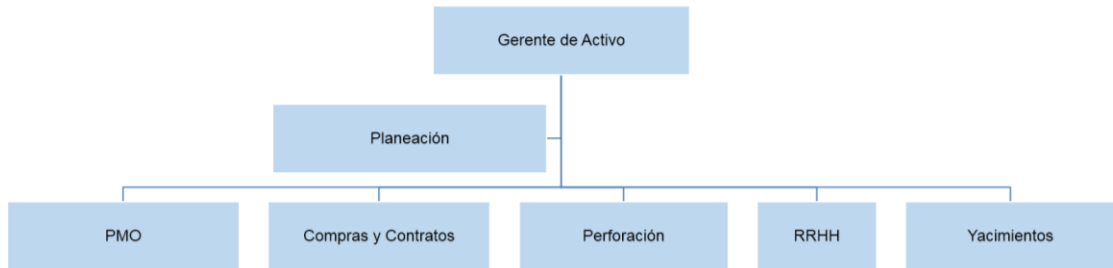 Gerente de Activo
Planeación
PMO
Compras y Contratos
Perforación
RRHH
Yacimientos